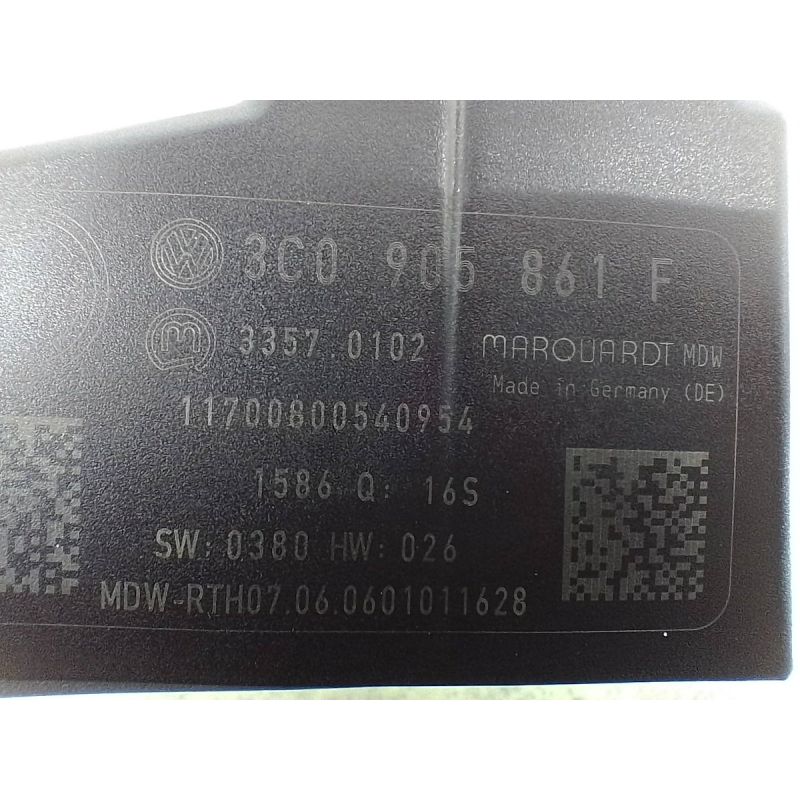 3C0 905 861 F
3357.0102 MARQUARDT MDW
Made in Germany (DE)
11700800540954
1586 Q: 16S
SW: 0380 HW: 026
MDW-RTH07.06.0601011628